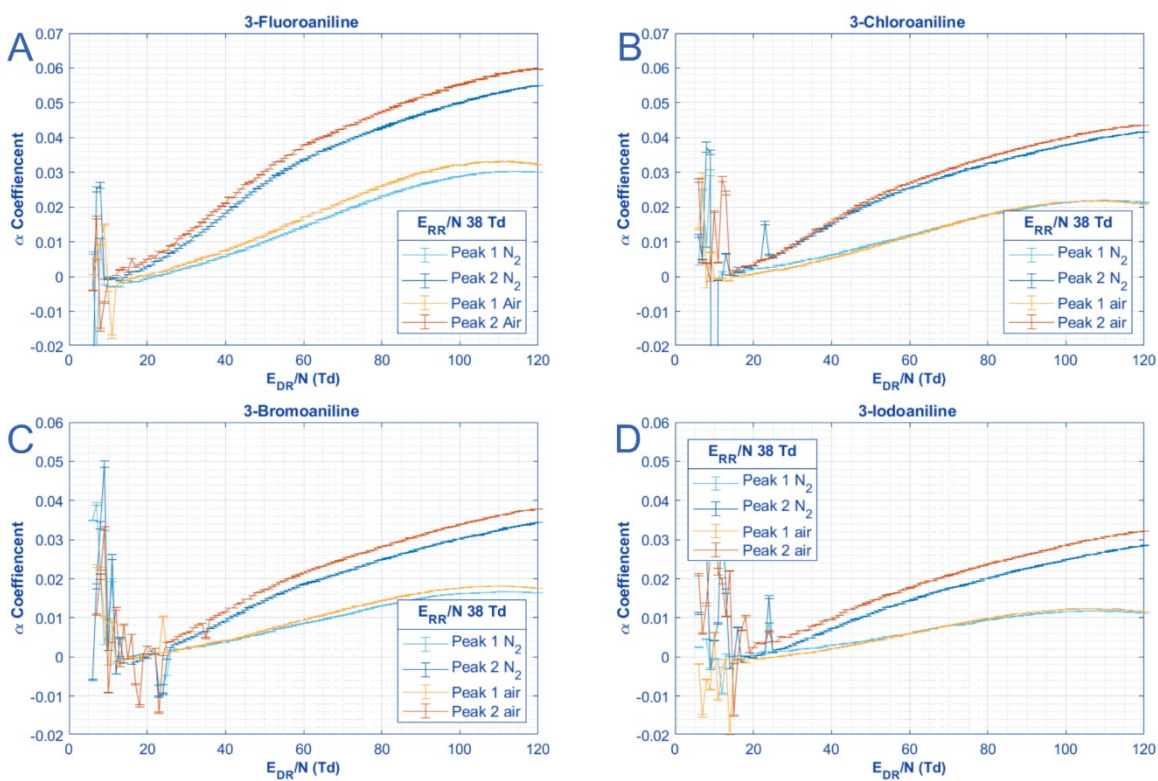 A
3-Fluoroaniline
0.07
0.06
0.05
0.04
0.03
0.02
0.01
0
-0.01
-0.02
α Coeffiencent
E_RR/N 38 Td
Peak 1 N₂
Peak 2 N₂
Peak 1 Air
Peak 2 Air
0 20 40 60 80 100 120
E_DR/N (Td)
B
3-Chloroaniline
0.07
0.06
0.05
0.04
0.03
0.02
0.01
0
-0.01
-0.02
α Coeffiencent
E_RR/N 38 Td
Peak 1 N₂
Peak 2 N₂
Peak 1 air
Peak 2 air
0 20 40 60 80 100 120
E_DR/N (Td)
C
3-Bromoaniline
0.06
0.05
0.04
0.03
0.02
0.01
0
-0.01
-0.02
α Coeffiencent
E_RR/N 38 Td
Peak 1 N₂
Peak 2 N₂
Peak 1 air
Peak 2 air
0 20 40 60 80 100 120
E_DR/N (Td)
D
3-Iodoaniline
0.06
0.05
0.04
0.03
0.02
0.01
0
-0.01
-0.02
α Coeffiencent
E_RR/N 38 Td
Peak 1 N₂
Peak 2 N₂
Peak 1 air
Peak 2 air
0 20 40 60 80 100 120
E_DR/N (Td)